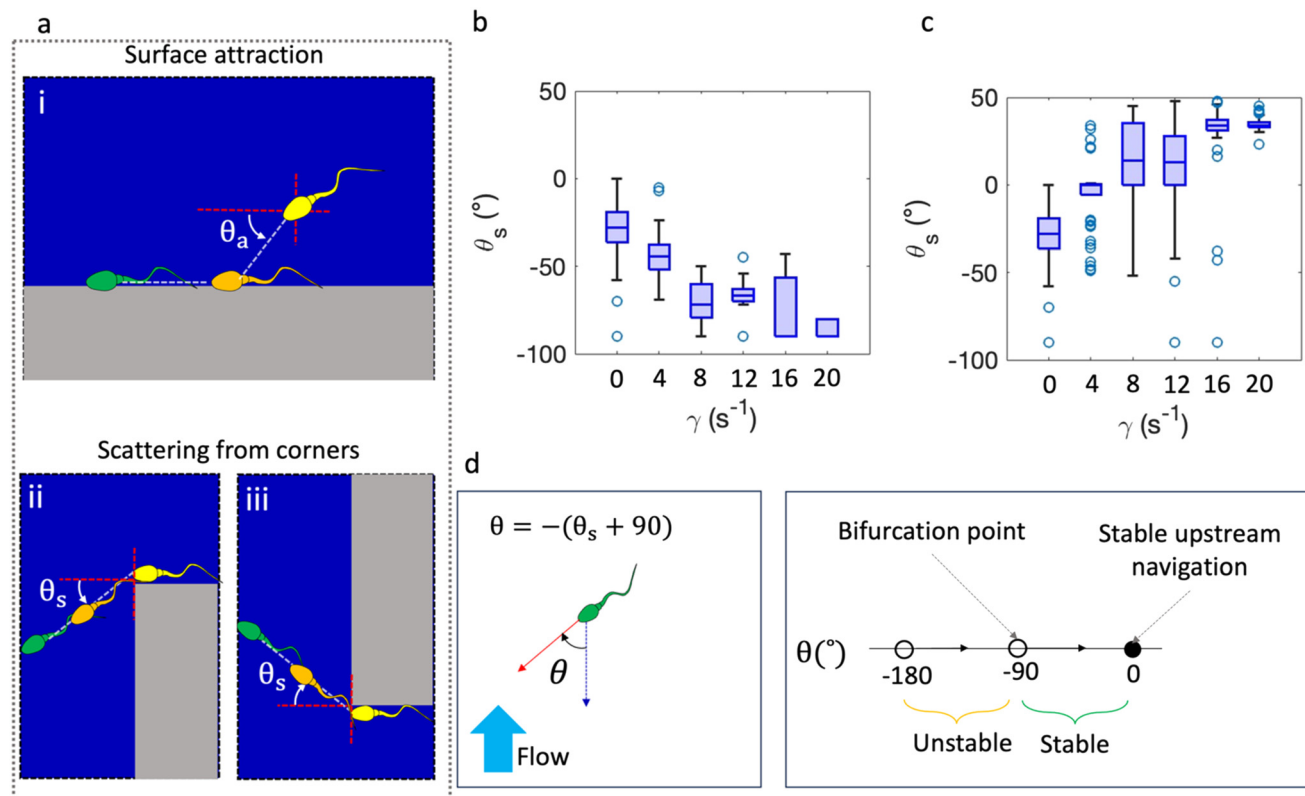 a
Surface attraction
i
θa
Scattering from corners
ii
θs
iii
θs
b
50
0
-50
-100
θs (°)
0 4 8 12 16 20
γ (s-1)
c
50
0
-50
-100
θs (°)
0 4 8 12 16 20
γ (s-1)
d
θ = −(θs + 90)
θ
Flow
Bifurcation point
Stable upstream
navigation
θ(°)
-180 -90 0
Unstable Stable